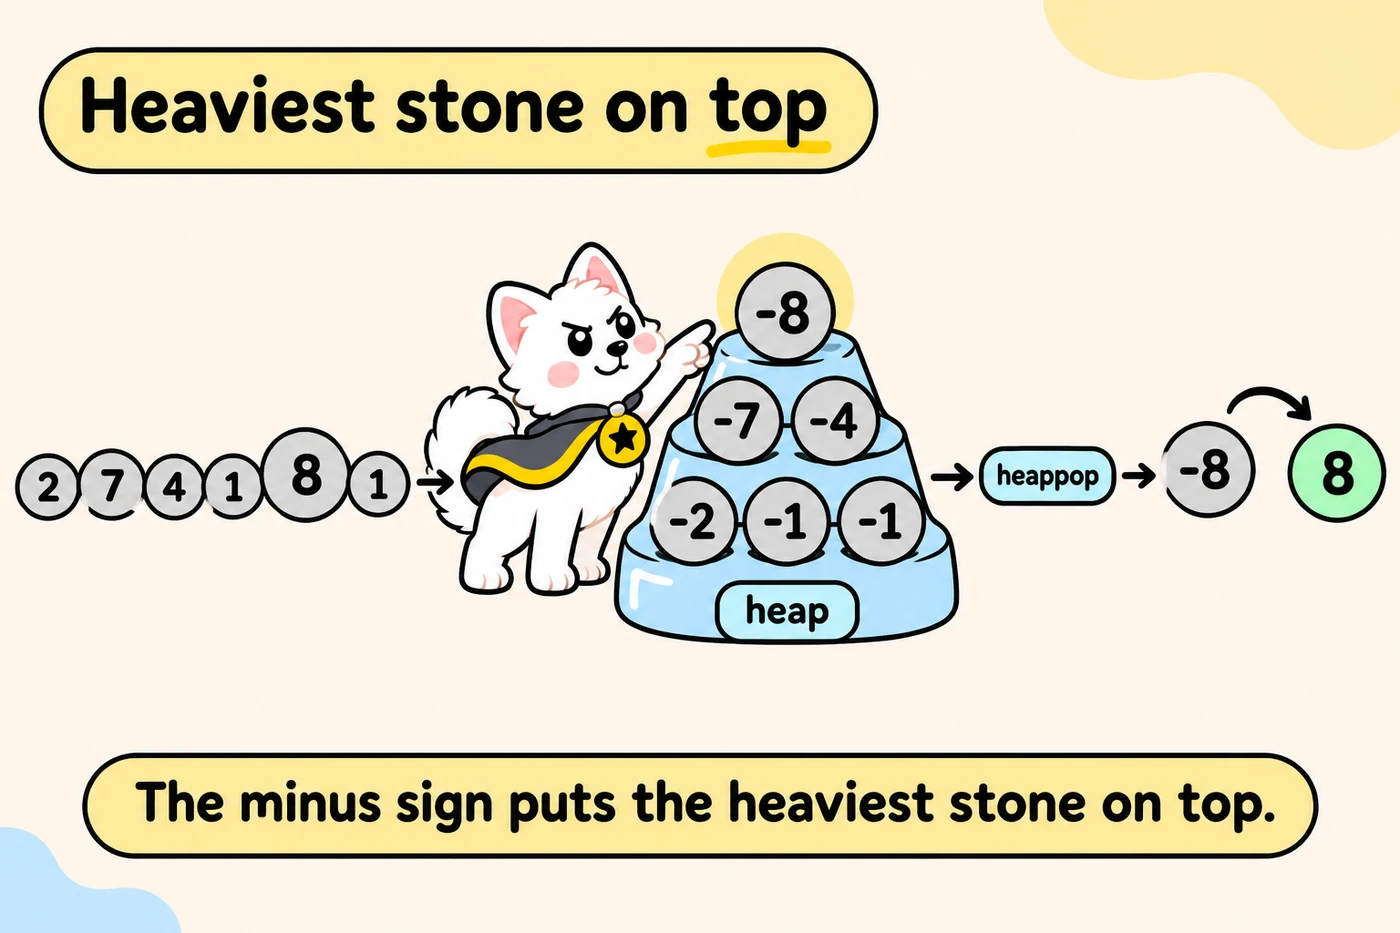 Heaviest stone on top
-8
-7 -4
2 7 4 1 8 1
heappop
-8 8
-2 -1 -1
heap
The minus sign puts the heaviest stone on top.